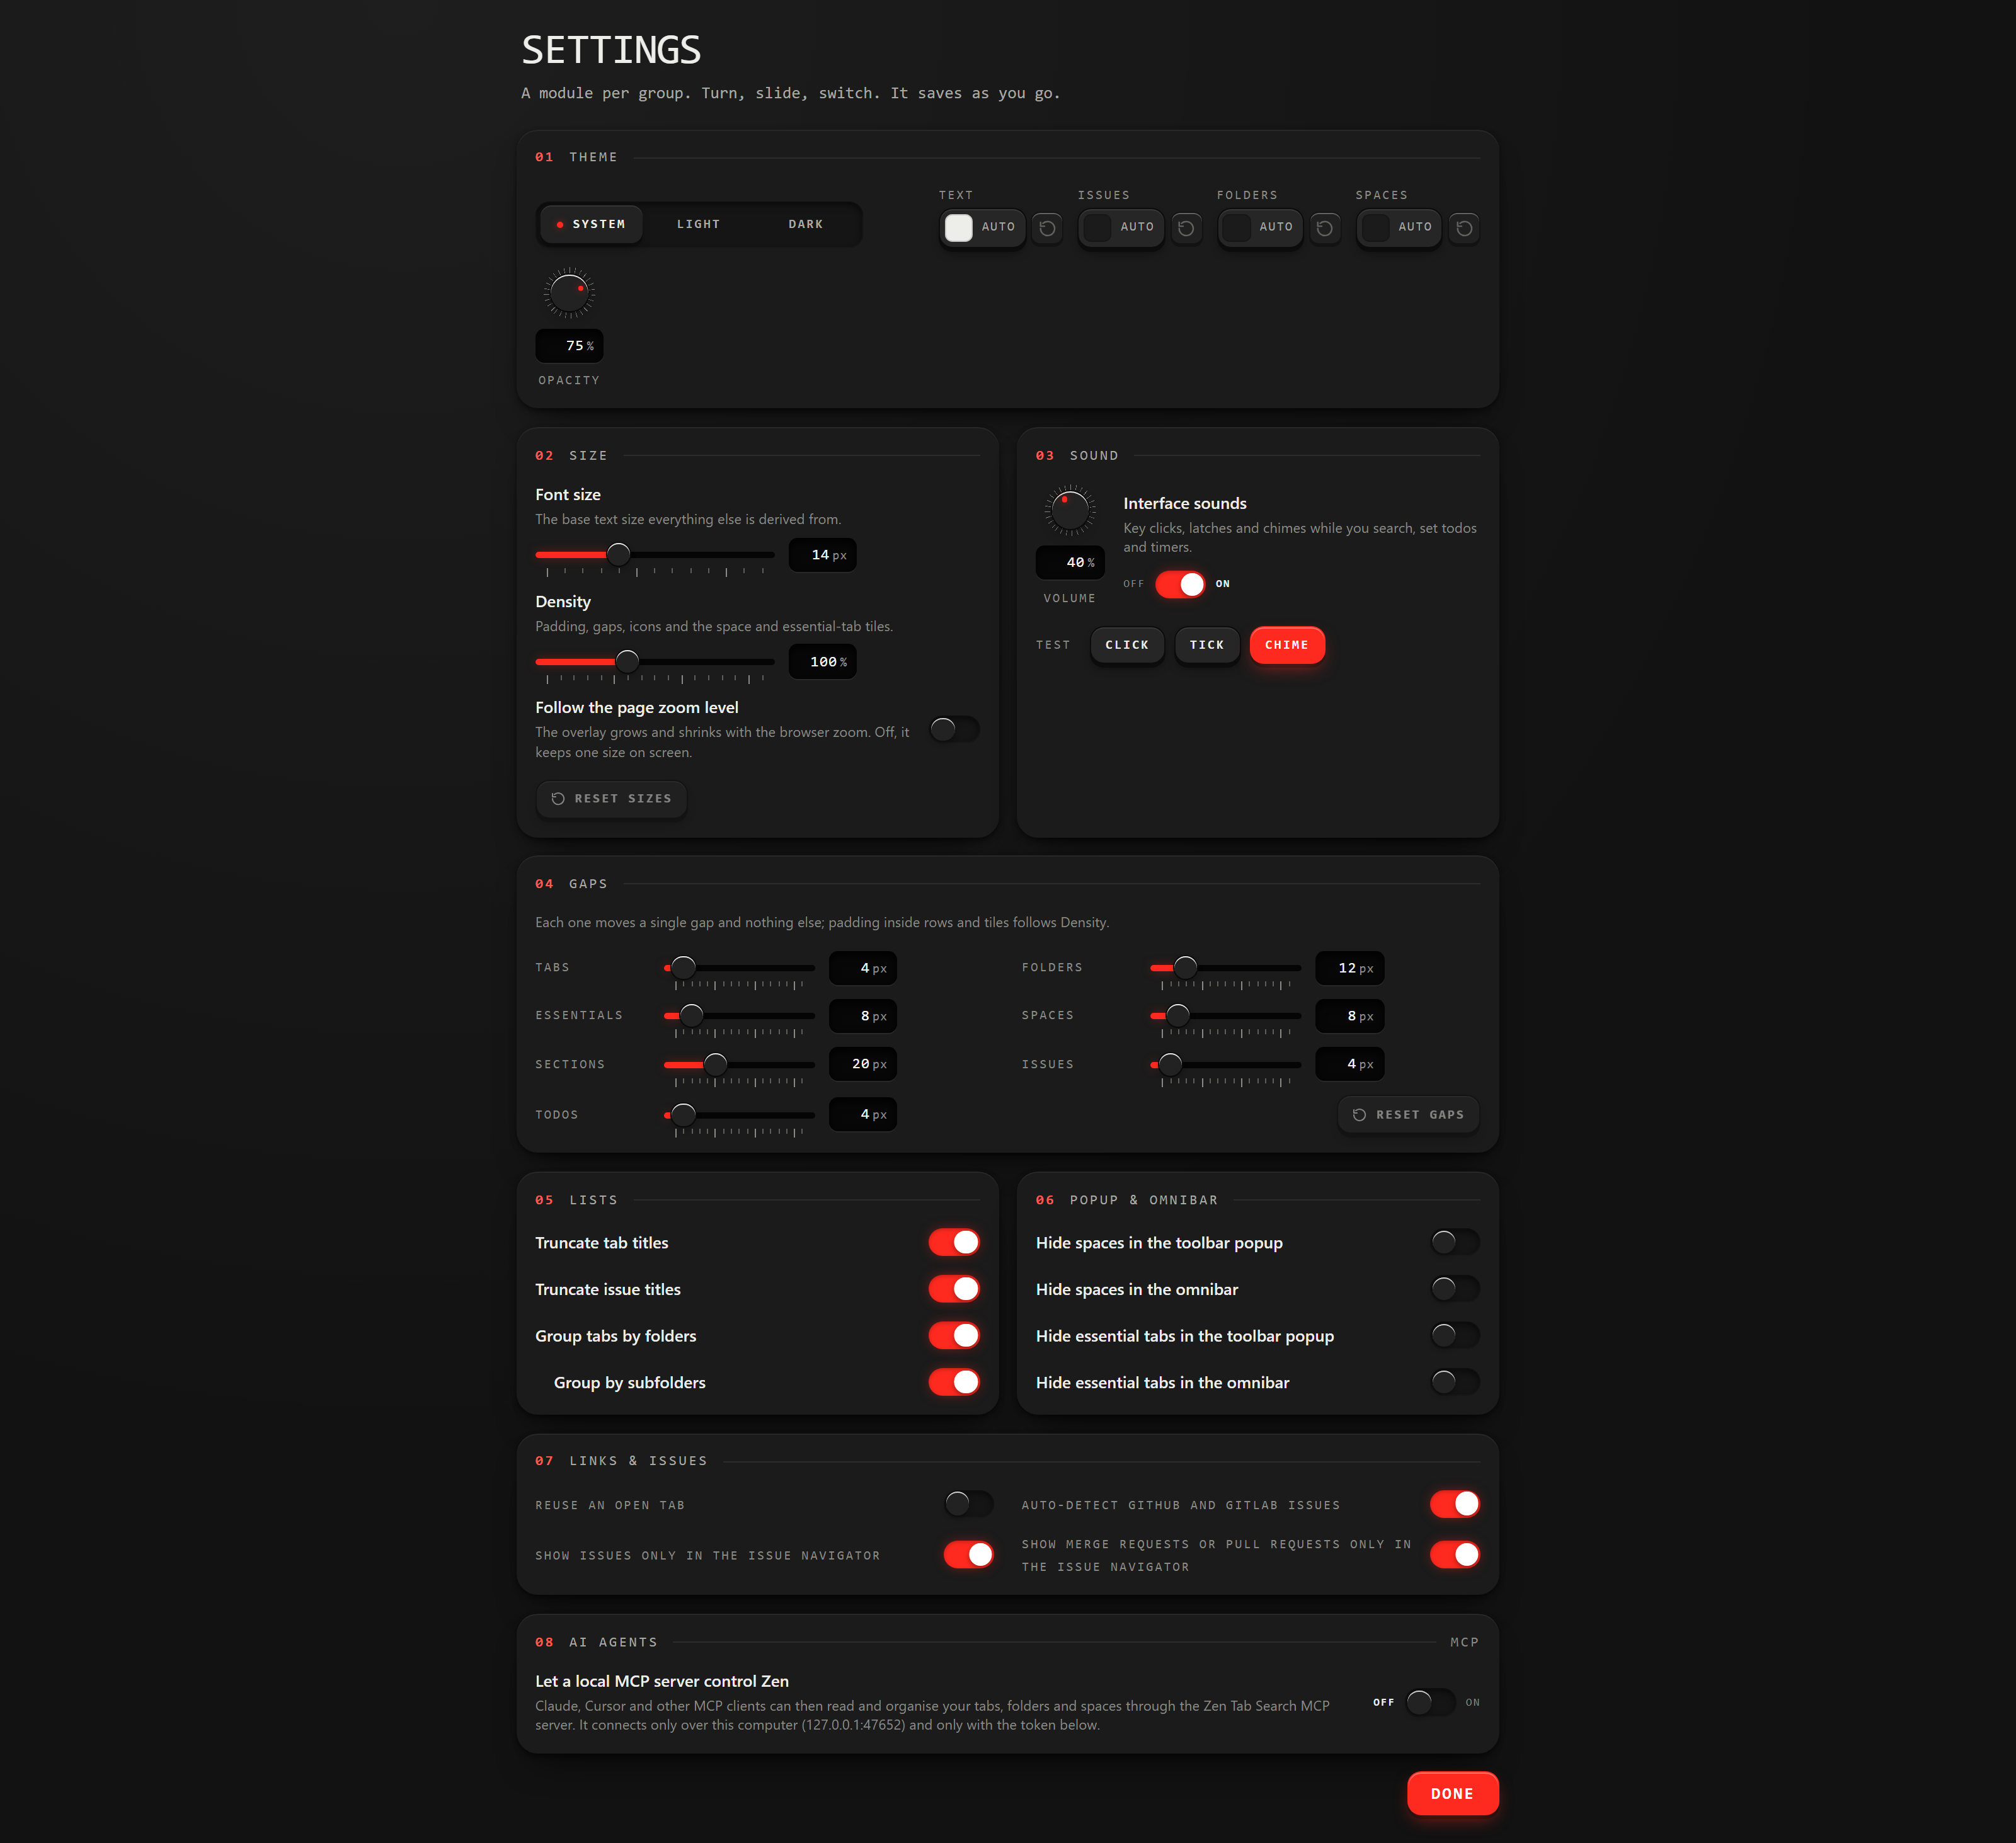 SETTINGS
A module per group. Turn, slide, switch. It saves as you go.
01 THEME
TEXT ISSUES FOLDERS SPACES
SYSTEM LIGHT DARK AUTO AUTO AUTO AUTO
75 %
OPACITY
02 SIZE
Font size
The base text size everything else is derived from.
14 px
Density
Padding, gaps, icons and the space and essential-tab tiles.
100 %
Follow the page zoom level
The overlay grows and shrinks with the browser zoom. Off, it
keeps one size on screen.
RESET SIZES
03 SOUND
Interface sounds
Key clicks, latches and chimes while you search, set todos
and timers.
40 %
OFF ON
VOLUME
TEST CLICK TICK CHIME
04 GAPS
Each one moves a single gap and nothing else; padding inside rows and tiles follows Density.
TABS 4 px FOLDERS 12 px
ESSENTIALS 8 px SPACES 8 px
SECTIONS 20 px ISSUES 4 px
TODOS 4 px RESET GAPS
05 LISTS
Truncate tab titles
Truncate issue titles
Group tabs by folders
Group by subfolders
06 POPUP & OMNIBAR
Hide spaces in the toolbar popup
Hide spaces in the omnibar
Hide essential tabs in the toolbar popup
Hide essential tabs in the omnibar
07 LINKS & ISSUES
REUSE AN OPEN TAB
AUTO-DETECT GITHUB AND GITLAB ISSUES
SHOW ISSUES ONLY IN THE ISSUE NAVIGATOR
SHOW MERGE REQUESTS OR PULL REQUESTS ONLY IN
THE ISSUE NAVIGATOR
08 AI AGENTS MCP
Let a local MCP server control Zen
Claude, Cursor and other MCP clients can then read and organise your tabs, folders and spaces through the Zen Tab Search MCP
server. It connects only over this computer (127.0.0.1:47652) and only with the token below.
OFF ON
DONE